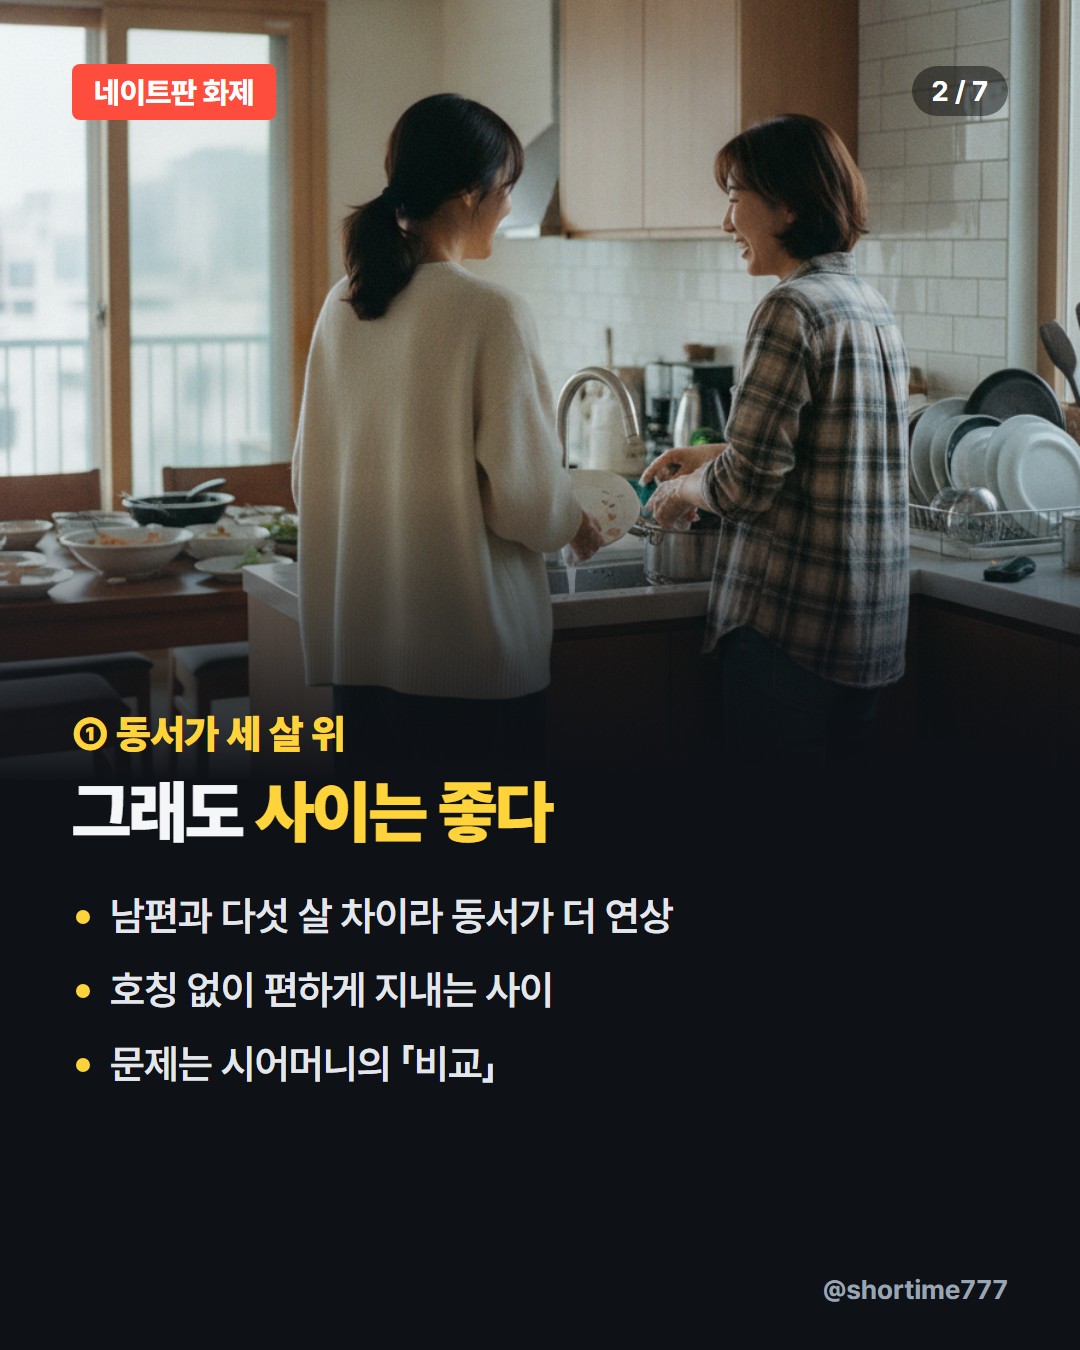 네이트판 화제
2 / 7
① 동서가 세 살 위
그래도 사이는 좋다
• 남편과 다섯 살 차이라 동서가 더 연상
• 호칭 없이 편하게 지내는 사이
• 문제는 시어머니의 「비교」
@shortime777